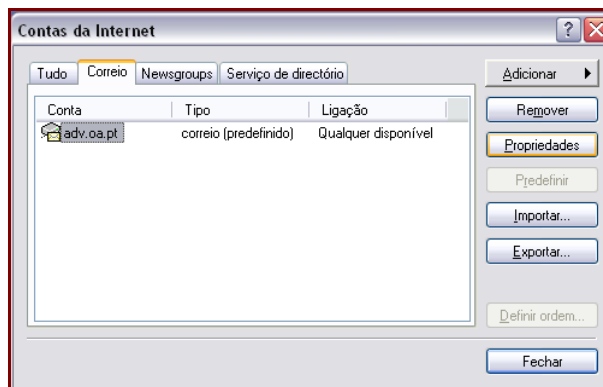 Contas da Internet
Tudo Correio Newsgroups Serviço de directório
Adicionar
Conta Tipo Ligação
Remover
adv.oa.pt correio (predefinido) Qualquer disponível
Propriedades
Predefinir
Importar...
Exportar...
Definir ordem...
Fechar